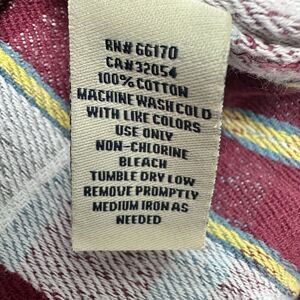 RN# 66170
CA#32054
100% COTTON
MACHINE WASH COLD
WITH LIKE COLORS
USE ONLY
NON-CHLORINE
BLEACH
TUMBLE DRY LOW
REMOVE PROMPTLY
MEDIUM IRON AS
NEEDED